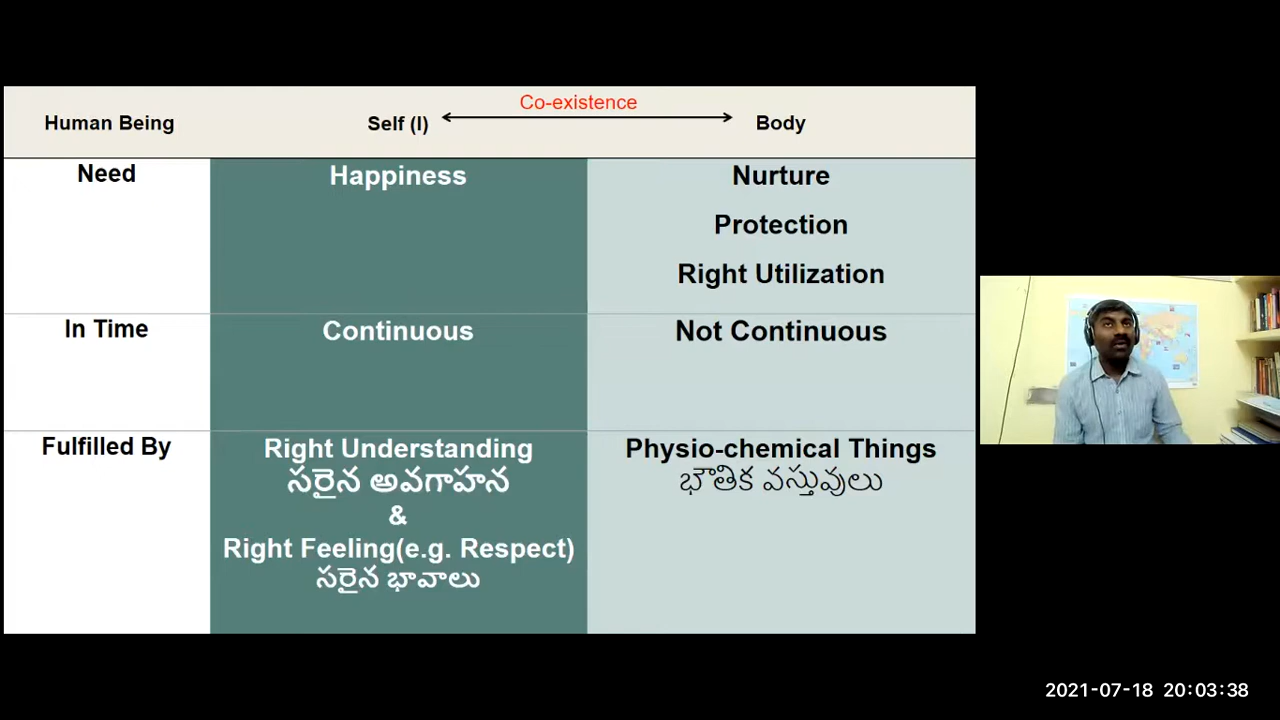 Co-existence
Human Being Self (I) Body
Need Happiness Nurture
Protection
Right Utilization
In Time Continuous Not Continuous
Fulfilled By Right Understanding Physio-chemical Things
సరైన అవగాహన భౌతిక వస్తువులు
&
Right Feeling(e.g. Respect)
సరైన భావాలు
2021-07-18 20:03:38